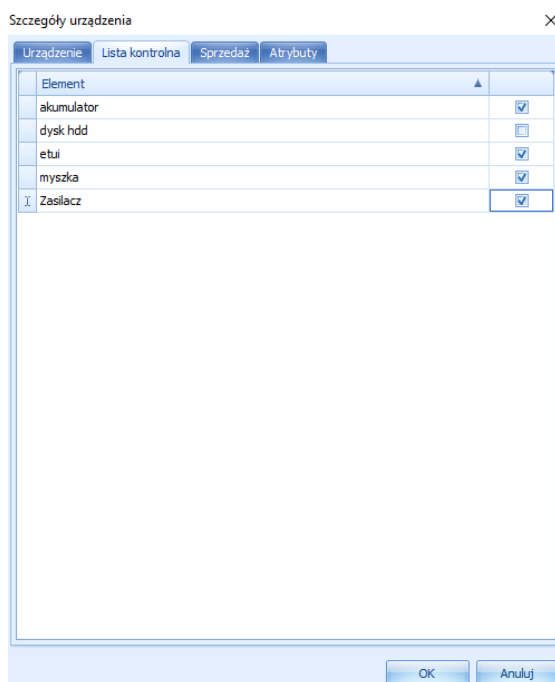 Szczegóły urządzenia
Urządzenie Lista kontrolna Sprzedaż Atrybuty
Element
akumulator
dysk hdd
etui
myszka
Zasilacz
OK Anuluj